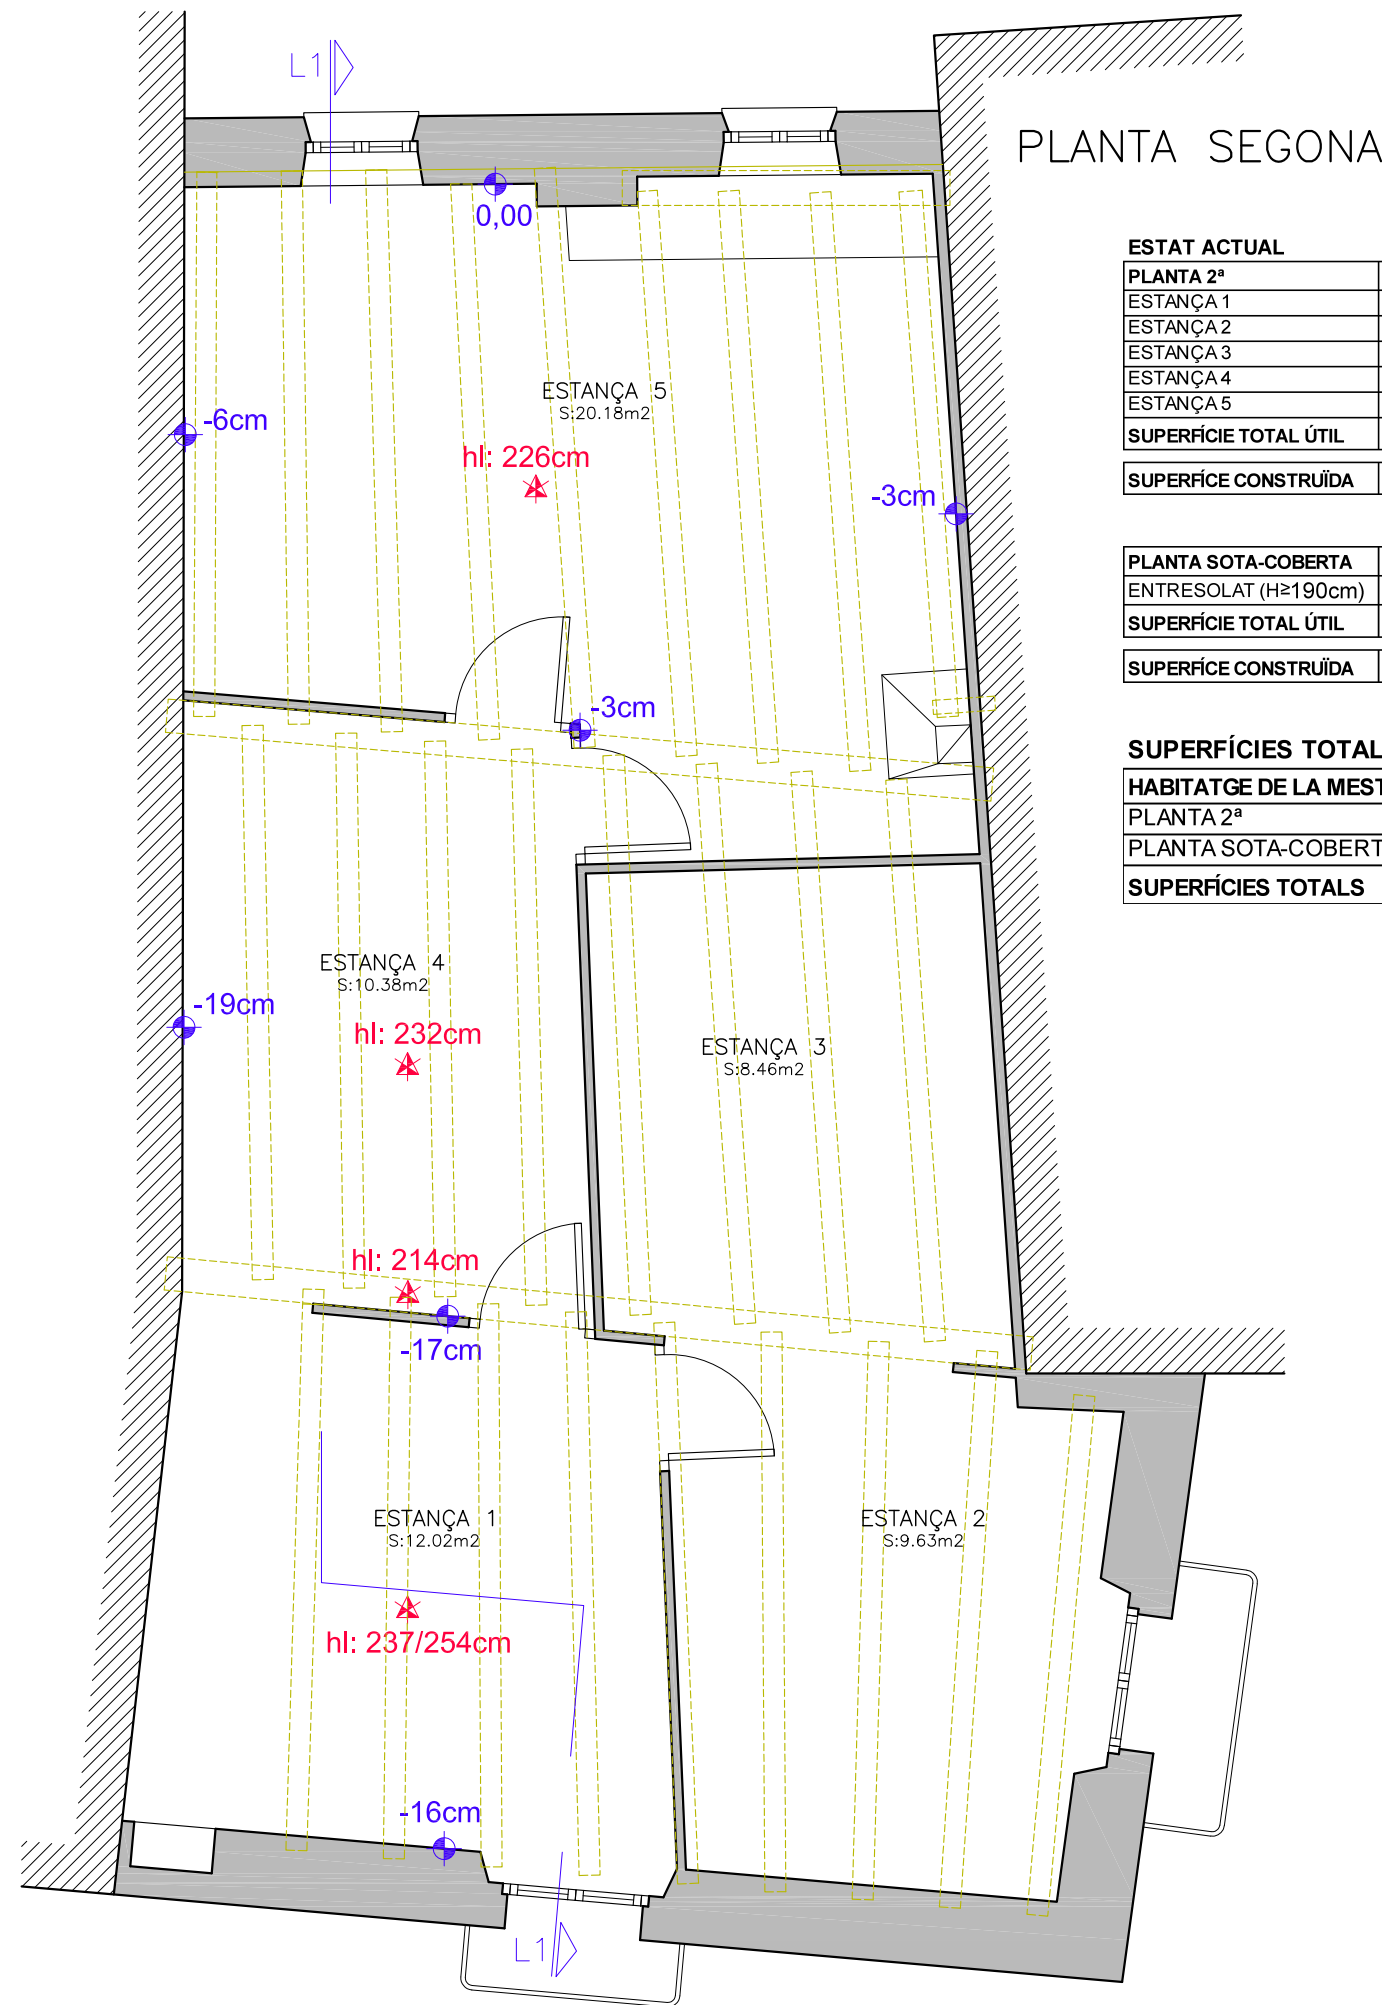 L1
PLANTA SEGONA
0,00
ESTAT ACTUAL
PLANTA 2ª
ESTANÇA 1
ESTANÇA 2
ESTANÇA 3
ESTANÇA 4
ESTANÇA 5
SUPERFÍCIE TOTAL ÚTIL
SUPERFÍCE CONSTRUÏDA
PLANTA SOTA-COBERTA
ENTRESOLAT (H≥190cm)
SUPERFÍCIE TOTAL ÚTIL
SUPERFÍCE CONSTRUÏDA
SUPERFÍCIES TOTAL
HABITATGE DE LA MEST
PLANTA 2ª
PLANTA SOTA-COBERT
SUPERFÍCIES TOTALS
ESTANÇA 5
S:20.18m2
-6cm
hl: 226cm
-3cm
-3cm
ESTANÇA 4
S:10.38m2
-19cm
hl: 232cm
ESTANÇA 3
S:8.46m2
hl: 214cm
-17cm
ESTANÇA 1
S:12.02m2
ESTANÇA 2
S:9.63m2
hl: 237/254cm
-16cm
L1